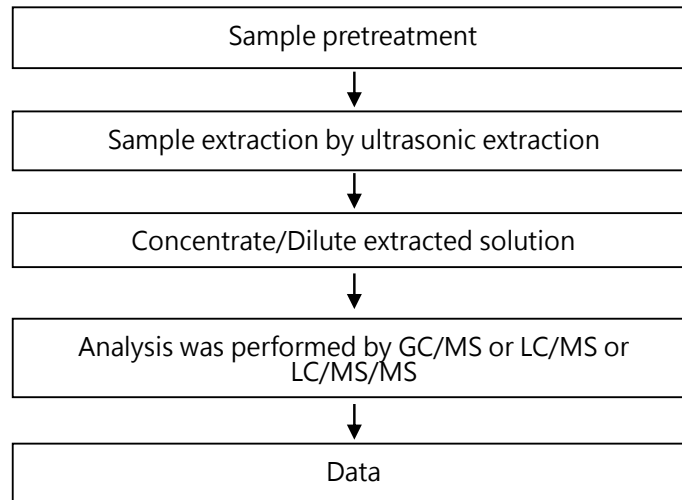 Sample pretreatment
Sample extraction by ultrasonic extraction
Concentrate/Dilute extracted solution
Analysis was performed by GC/MS or LC/MS or
LC/MS/MS
Data